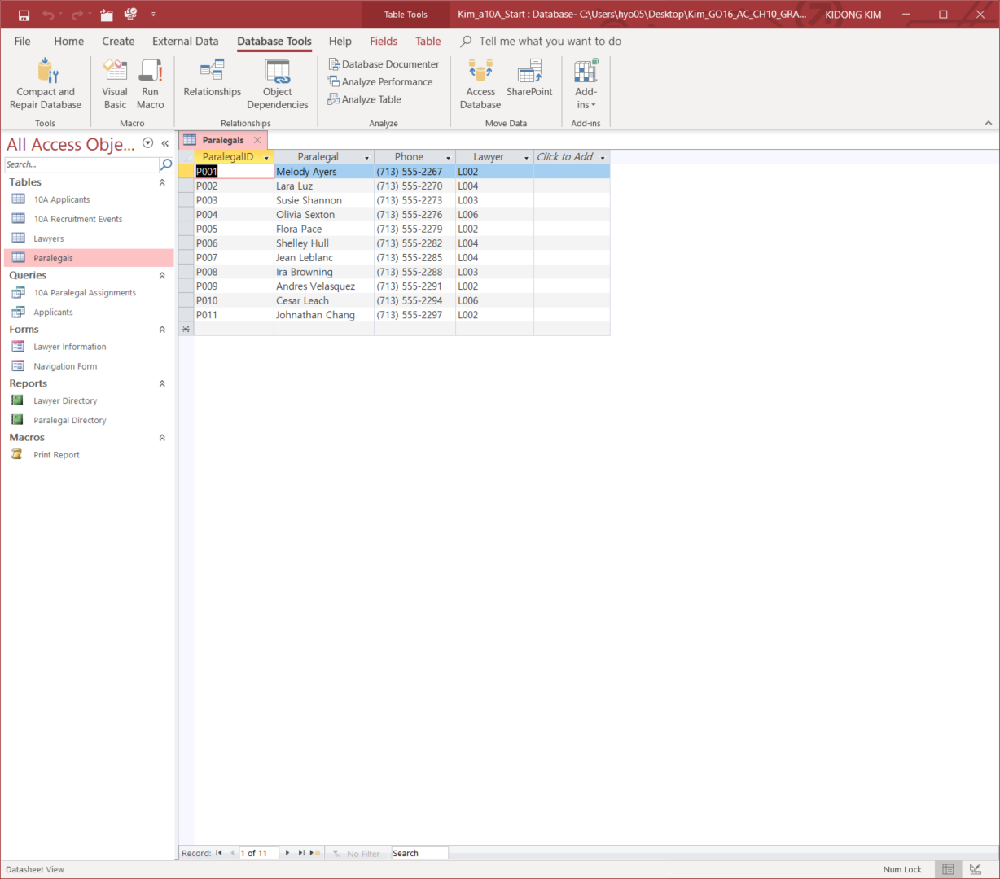 Table Tools
Kim_a10A_Start : Database- C:\Users\hyo05\Desktop\Kim_GO16_AC_CH10_GRA...
KIDONG KIM
File Home Create External Data Database Tools Help Fields Table Tell me what you want to do
Compact and
Repair Database
Tools
Visual
Basic
Run
Macro
Macro
Relationships
Object
Dependencies
Relationships
Database Documenter
Analyze Performance
Analyze Table
Analyze
Access
Database
SharePoint
Move Data
Add-
ins
Add-ins
All Access Obje...
Search...
Tables
10A Applicants
10A Recruitment Events
Lawyers
Paralegals
Queries
10A Paralegal Assignments
Applicants
Forms
Lawyer Information
Navigation Form
Reports
Lawyer Directory
Paralegal Directory
Macros
Print Report
Paralegals
ParalegalID Paralegal Phone Lawyer Click to Add
P001 Melody Ayers (713) 555-2267 L002
P002 Lara Luz (713) 555-2270 L004
P003 Susie Shannon (713) 555-2273 L003
P004 Olivia Sexton (713) 555-2276 L006
P005 Flora Pace (713) 555-2279 L002
P006 Shelley Hull (713) 555-2282 L004
P007 Jean Leblanc (713) 555-2285 L004
P008 Ira Browning (713) 555-2288 L003
P009 Andres Velasquez (713) 555-2291 L002
P010 Cesar Leach (713) 555-2294 L006
P011 Johnathan Chang (713) 555-2297 L002
Record: 1 of 11 No Filter Search
Datasheet View
Num Lock